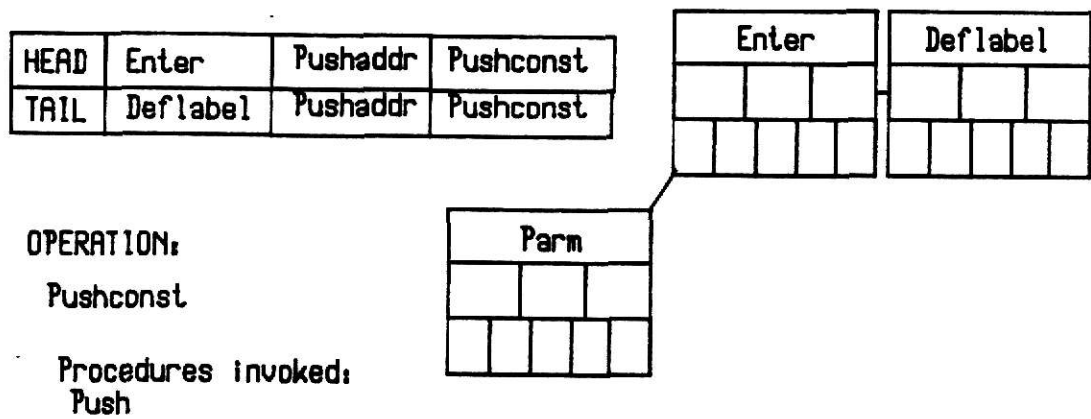 Enter Deflabel
HEAD Enter Pushaddr Pushconst
TAIL Deflabel Pushaddr Pushconst
Parm
OPERATION:
Pushconst
Procedures invoked:
Push